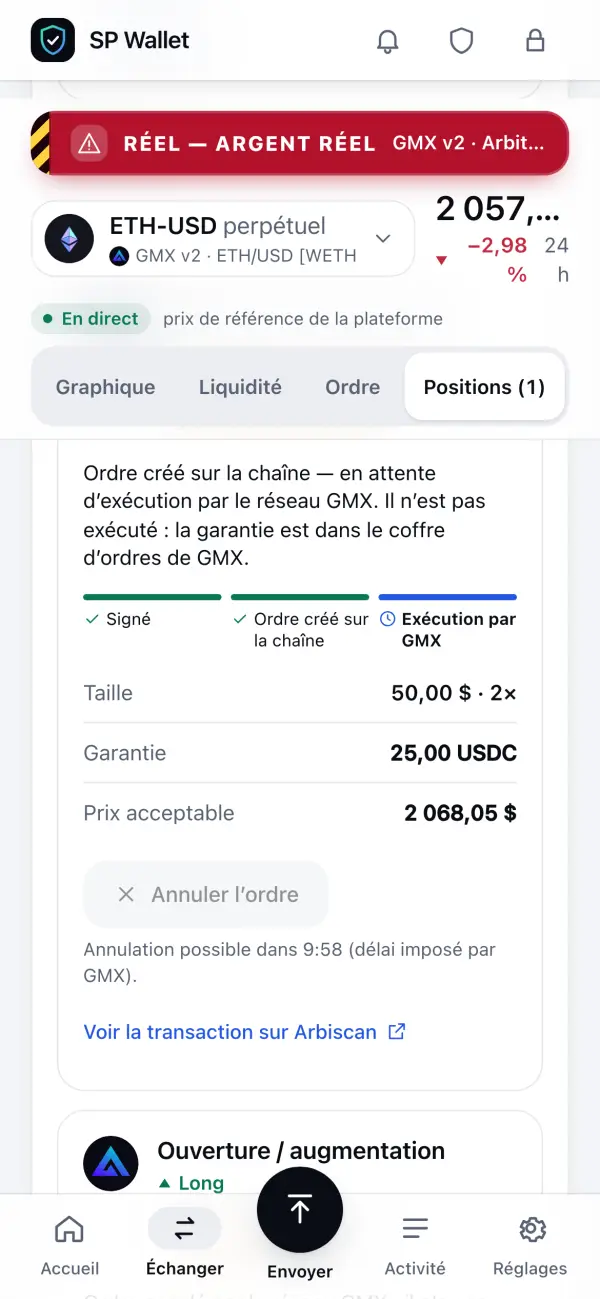 SP Wallet
RÉEL — ARGENT RÉEL GMX v2 · Arbit...
ETH-USD perpétuel
GMX v2 · ETH/USD [WETH
2 057,...
−2,98 %
24 h
En direct prix de référence de la plateforme
Graphique Liquidité Ordre Positions (1)
Ordre créé sur la chaîne — en attente
d’exécution par le réseau GMX. Il n’est pas
exécuté : la garantie est dans le coffre
d’ordres de GMX.
Signé
Ordre créé sur
la chaîne
Exécution par
GMX
Taille 50,00 $ · 2×
Garantie 25,00 USDC
Prix acceptable 2 068,05 $
Annuler l’ordre
Annulation possible dans 9:58 (délai imposé par
GMX).
Voir la transaction sur Arbiscan
Ouverture / augmentation
Long
Accueil Échanger Envoyer Activité Réglages